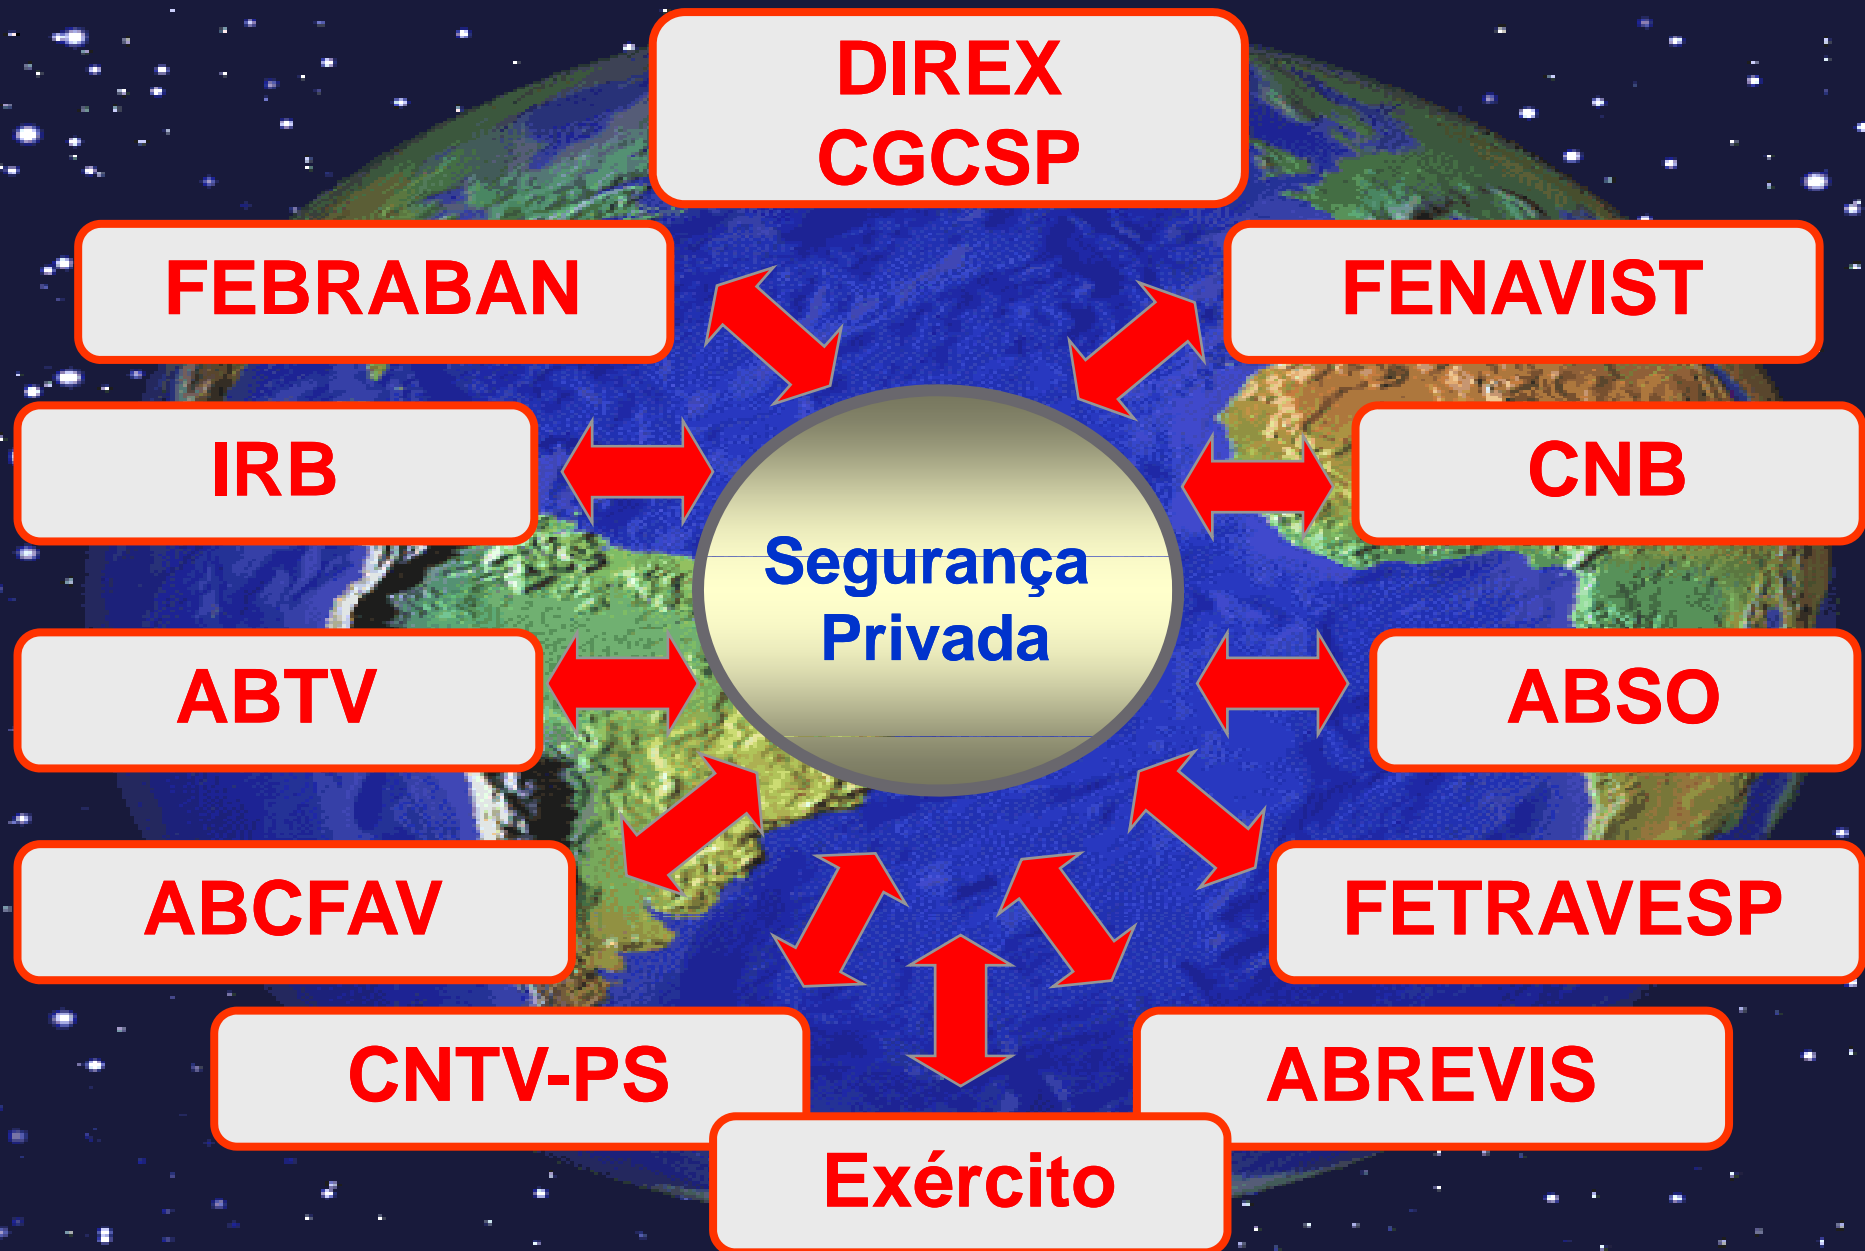 DIREX
CGCSP
FEBRABAN
FENAVIST
IRB
CNB
Segurança
Privada
ABTV
ABSO
ABCFAV
FETRAVESP
CNTV-PS
ABREVIS
Exército